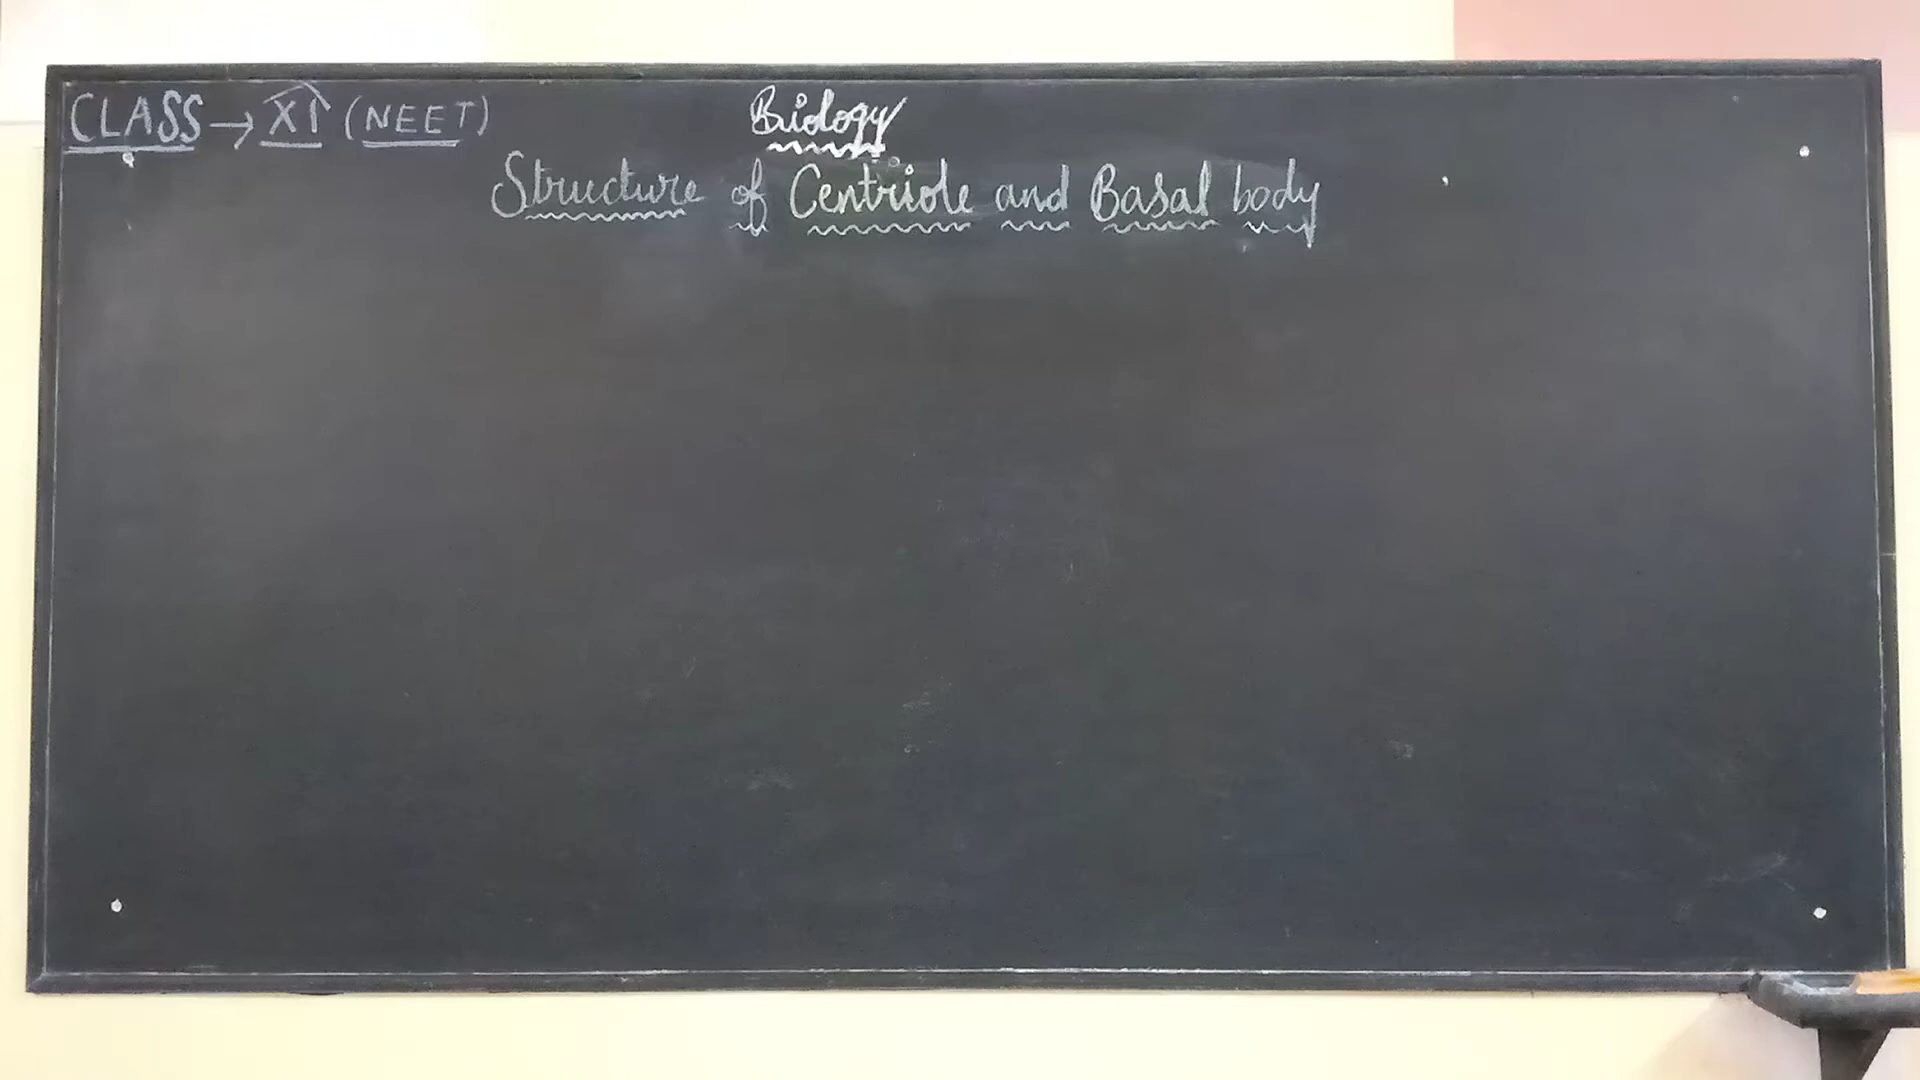 CLASS → XI (NEET)
Biology
Structure of Centriole and Basal body